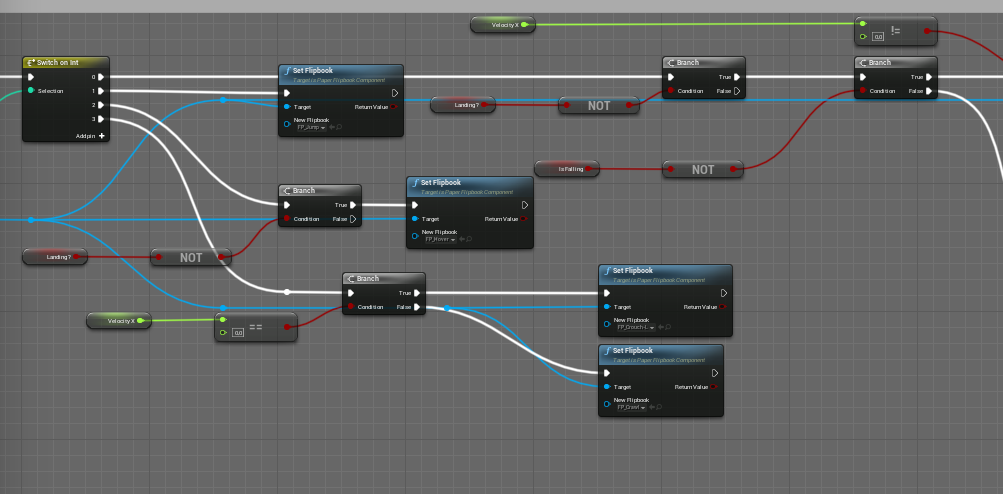 Velocity X
0.0
!=
Switch on Int
0
Selection
1
2
3
Add pin
Set Flipbook
Target is Paper Flipbook Component
Target
Return Value
New Flipbook
FP_Jump
Landing?
NOT
Branch
True
Condition
False
Branch
True
Condition
False
IsFalling
NOT
Branch
True
Condition
False
Set Flipbook
Target is Paper Flipbook Component
Target
Return Value
New Flipbook
FP_Hover
Landing?
NOT
Branch
True
Condition
False
Velocity X
0.0
==
Set Flipbook
Target is Paper Flipbook Component
Target
Return Value
New Flipbook
Set Flipbook
Target is Paper Flipbook Component
Target
Return Value
New Flipbook
FP_Crawl